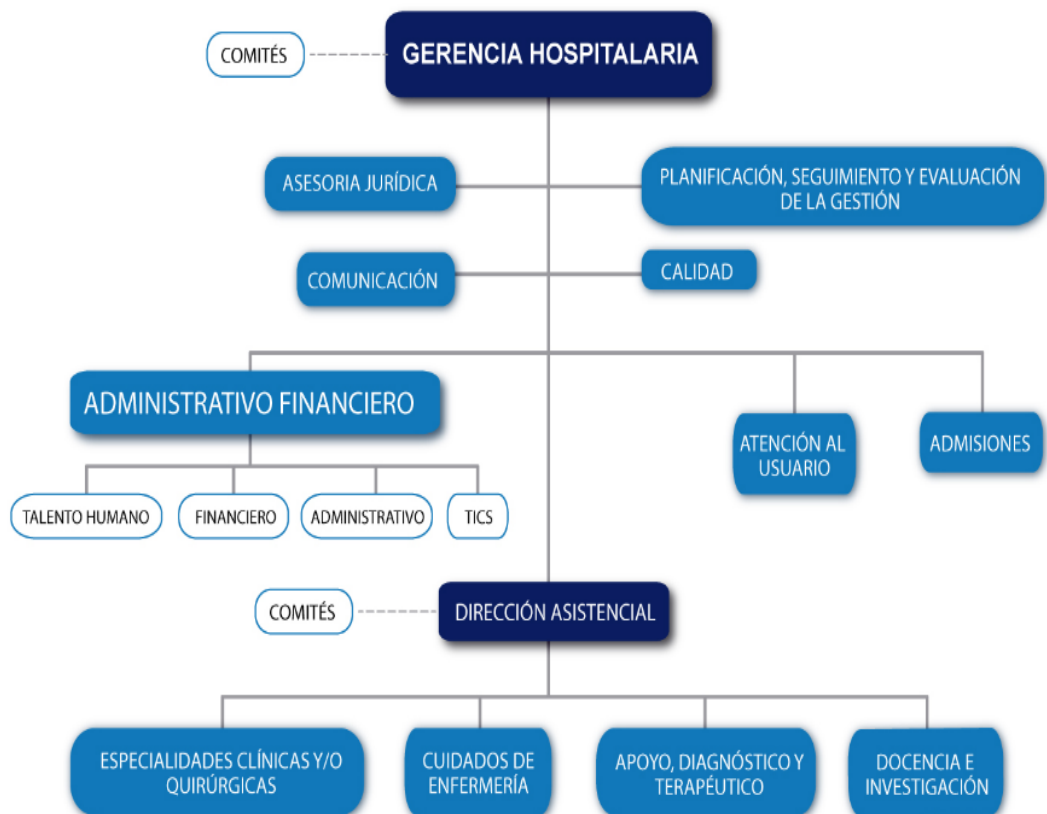 COMITÉS
GERENCIA HOSPITALARIA
ASESORIA JURÍDICA
PLANIFICACIÓN, SEGUIMIENTO Y EVALUACIÓN
DE LA GESTIÓN
COMUNICACIÓN
CALIDAD
ADMINISTRATIVO FINANCIERO
ATENCIÓN AL
USUARIO
ADMISIONES
TALENTO HUMANO
FINANCIERO
ADMINISTRATIVO
TICS
COMITÉS
DIRECCIÓN ASISTENCIAL
ESPECIALIDADES CLÍNICAS Y/O
QUIRÚRGICAS
CUIDADOS DE
ENFERMERÍA
APOYO, DIAGNÓSTICO Y
TERAPÉUTICO
DOCENCIA E
INVESTIGACIÓN